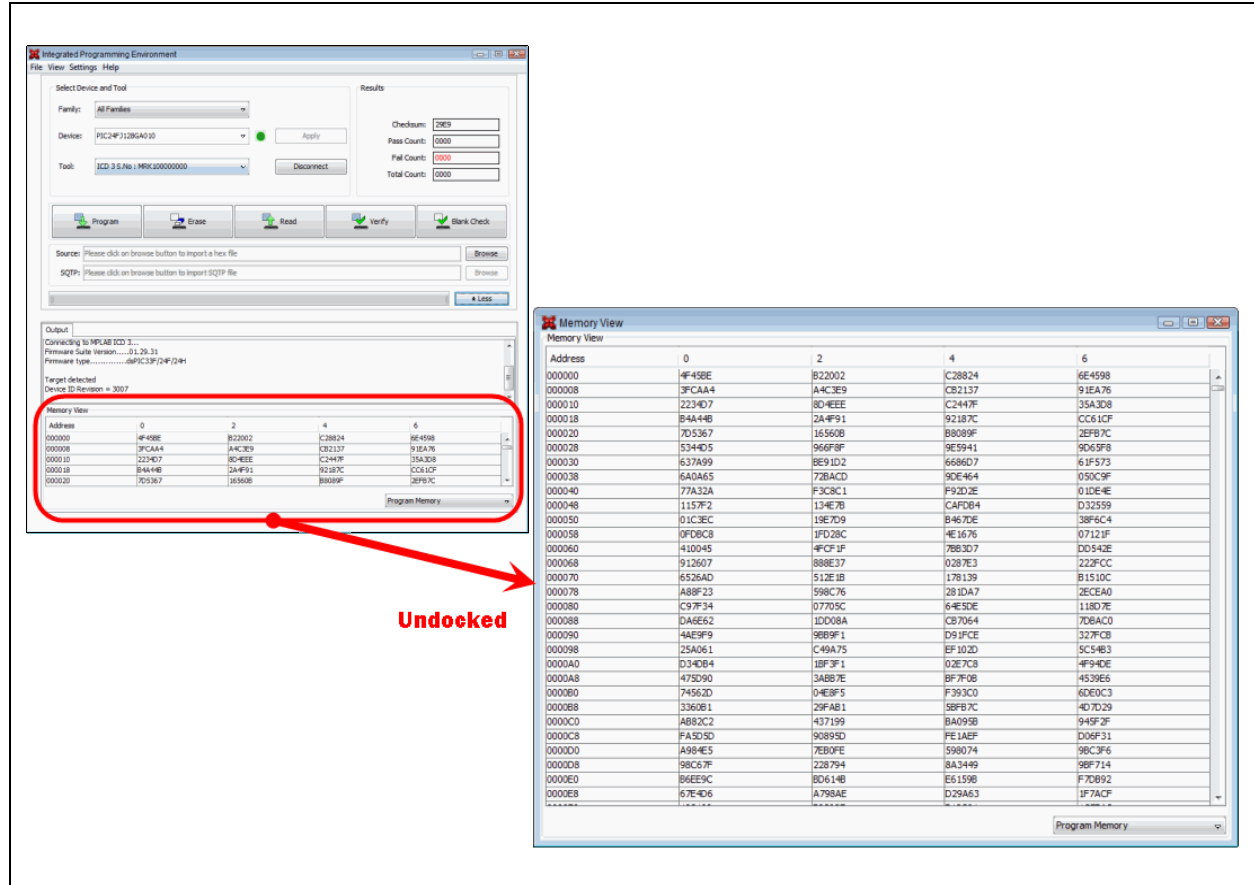 Integrated Programming Environment
File View Settings Help
Select Device and Tool
Results
Family: All Families
Checksum: 29E9
Device: PIC24FJ128GA010 Apply
Pass Count: 0000
Fail Count: 0000
Tool: ICD 3 S.No : MRK100000000 Disconnect
Total Count: 0000
Program Erase Read Verify Blank Check
Source: Please click on browse button to import a hex file Browse
SQTP: Please click on browse button to import SQTP file Browse
Less
Output
Connecting to MPLAB ICD 3...
Firmware Suite Version.....01.29.31
Firmware type..............dsPIC33F/24F/24H
Target detected
Device ID Revision = 3007
Memory View
Address 0 2 4 6
000000 4F45BE B22002 C28824 6E4598
000008 3FCAA4 A4C3E9 CB2137 91EA76
000010 2234D7 8D4EEE C2447F 35A3D8
000018 B4A44B 2A4F91 92187C CC61CF
000020 7D5367 16560B B8089F 2EFB7C
Program Memory
Undocked
Memory View
Memory View
Address 0 2 4 6
000000 4F45BE B22002 C28824 6E4598
000008 3FCAA4 A4C3E9 CB2137 91EA76
000010 2234D7 8D4EEE C2447F 35A3D8
000018 B4A44B 2A4F91 92187C CC61CF
000020 7D5367 16560B B8089F 2EFB7C
000028 5344D5 966F8F 9E5941 9D65F8
000030 637A99 BE91D2 6686D7 61F573
000038 6A0A65 72BACD 9DE464 050C9F
000040 77A32A F3C8C1 F92D2E 01DE4E
000048 1157F2 134E7B CAFDB4 D32559
000050 01C3EC 19E7D9 B467DE 38F6C4
000058 0FDBC8 1FD28C 4E1676 07121F
000060 410045 4FCF1F 7BB3D7 DD542E
000068 912607 888E37 0287E3 222FCC
000070 6526AD 512E1B 178139 B1510C
000078 A88F23 598C76 281DA7 2ECEA0
000080 C97F34 07705C 64E5DE 118D7E
000088 DA6E62 1DD08A CB7064 7DBAC0
000090 4AE9F9 9BB9F1 D91FCE 327FCB
000098 25A061 C49A75 EF102D 5C54B3
0000A0 D34DB4 1BF3F1 02E7C8 4F94DE
0000A8 475D90 3ABB7E BF7F0B 4539E6
0000B0 74562D 04E8F5 F393C0 6DE0C3
0000B8 3360B1 29FAB1 5BFB7C 4D7D29
0000C0 AB82C2 437199 BA095B 945F2F
0000C8 FA5D5D 90895D FE1AEF D06F31
0000D0 A984E5 7EB0FE 598074 9BC3F6
0000D8 98C67F 228794 8A3449 9BF714
0000E0 B6EE9C BD614B E6159B F7DB92
0000E8 67E4D6 A798AE D29A63 1F7ACF
Program Memory